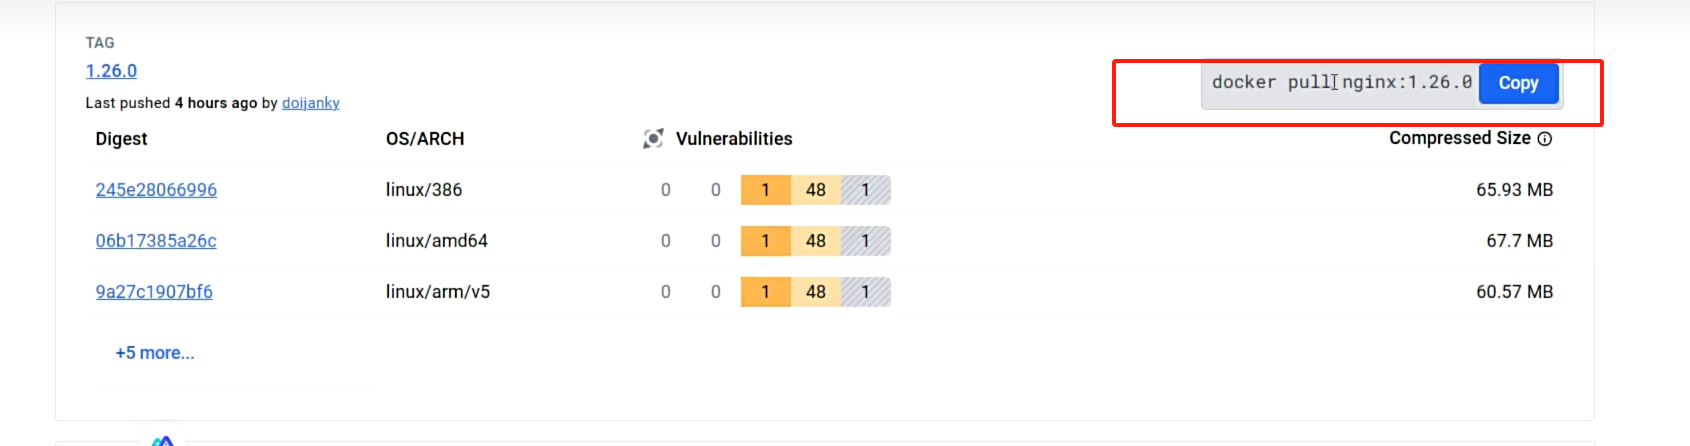 TAG
1.26.0
docker pull nginx:1.26.0 Copy
Last pushed 4 hours ago by doijanky
Digest OS/ARCH Vulnerabilities Compressed Size
245e28066996 linux/386 0 0 1 48 1 65.93 MB
06b17385a26c linux/amd64 0 0 1 48 1 67.7 MB
9a27c1907bf6 linux/arm/v5 0 0 1 48 1 60.57 MB
+5 more...